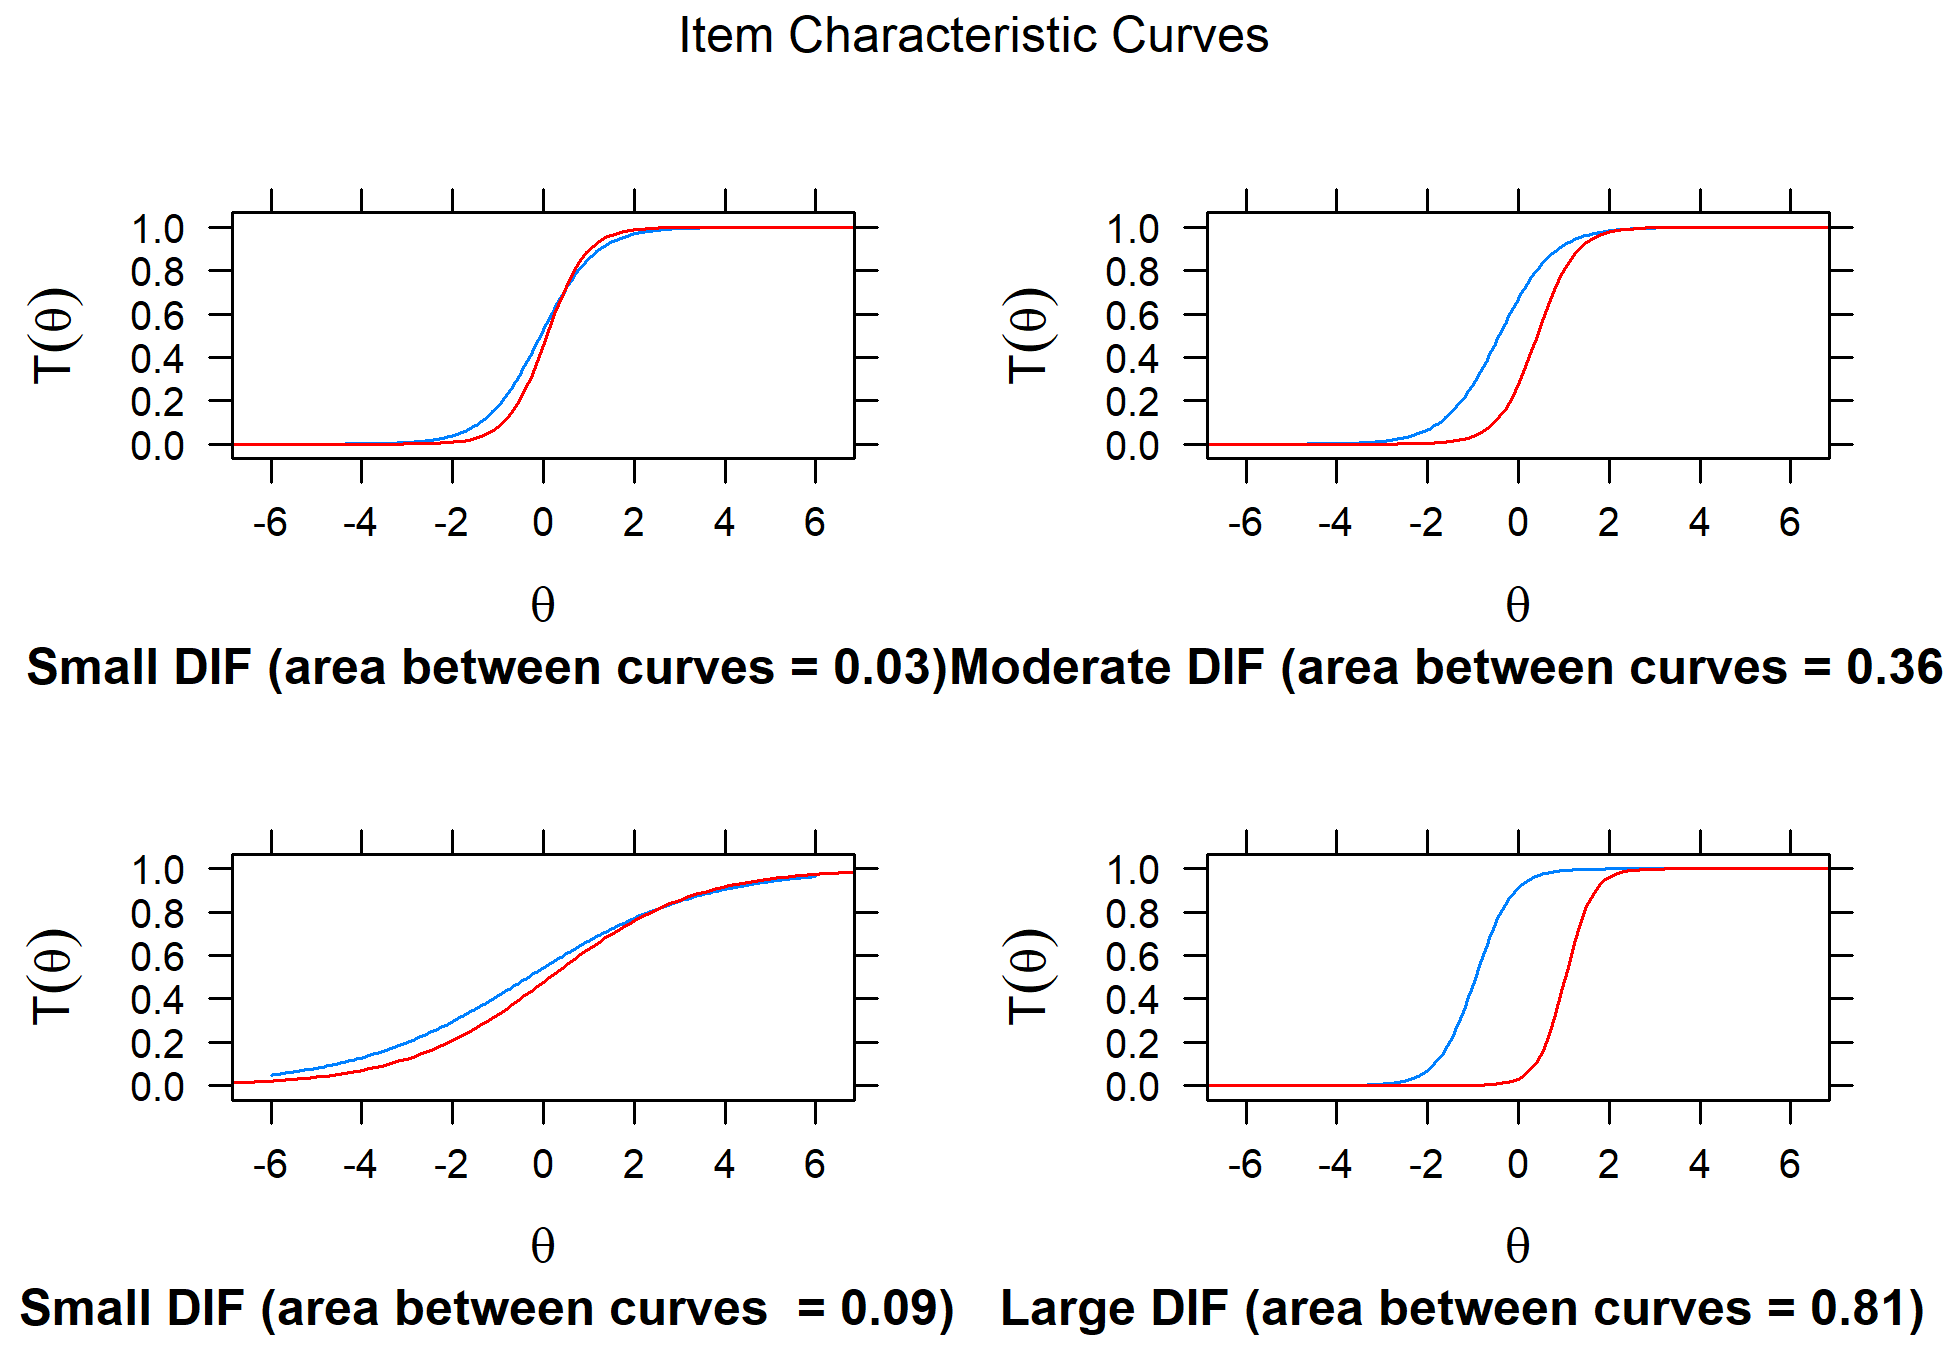 Item Characteristic Curves
1.0
0.8
0.6
0.4
0.2
0.0
T(θ)
-6 -4 -2 0 2 4 6
θ
Small DIF (area between curves = 0.03)
1.0
0.8
0.6
0.4
0.2
0.0
T(θ)
-6 -4 -2 0 2 4 6
θ
Moderate DIF (area between curves = 0.36
1.0
0.8
0.6
0.4
0.2
0.0
T(θ)
-6 -4 -2 0 2 4 6
θ
Small DIF (area between curves  = 0.09)
1.0
0.8
0.6
0.4
0.2
0.0
T(θ)
-6 -4 -2 0 2 4 6
θ
Large DIF (area between curves = 0.81)